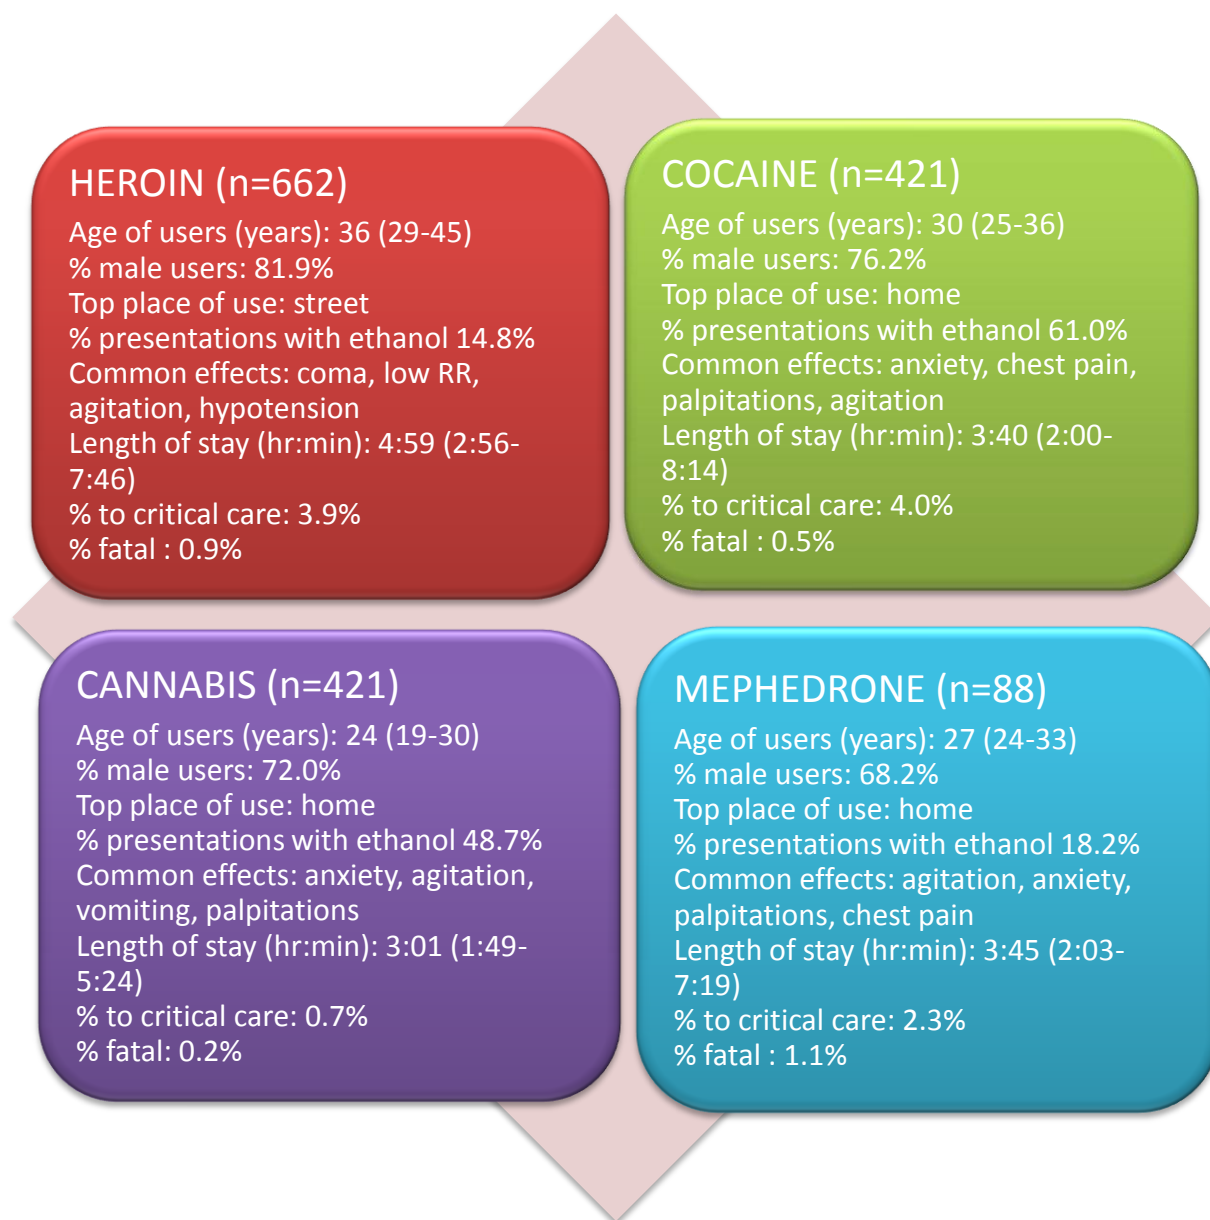 HEROIN (n=662)
Age of users (years): 36 (29-45)
% male users: 81.9%
Top place of use: street
% presentations with ethanol 14.8%
Common effects: coma, low RR,
agitation, hypotension
Length of stay (hr:min): 4:59 (2:56-
7:46)
% to critical care: 3.9%
% fatal : 0.9%
COCAINE (n=421)
Age of users (years): 30 (25-36)
% male users: 76.2%
Top place of use: home
% presentations with ethanol 61.0%
Common effects: anxiety, chest pain,
palpitations, agitation
Length of stay (hr:min): 3:40 (2:00-
8:14)
% to critical care: 4.0%
% fatal : 0.5%
CANNABIS (n=421)
Age of users (years): 24 (19-30)
% male users: 72.0%
Top place of use: home
% presentations with ethanol 48.7%
Common effects: anxiety, agitation,
vomiting, palpitations
Length of stay (hr:min): 3:01 (1:49-
5:24)
% to critical care: 0.7%
% fatal: 0.2%
MEPHEDRONE (n=88)
Age of users (years): 27 (24-33)
% male users: 68.2%
Top place of use: home
% presentations with ethanol 18.2%
Common effects: agitation, anxiety,
palpitations, chest pain
Length of stay (hr:min): 3:45 (2:03-
7:19)
% to critical care: 2.3%
% fatal : 1.1%